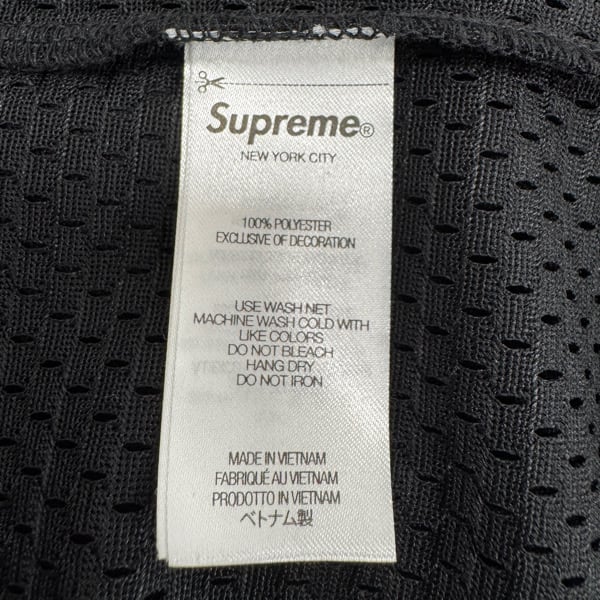 Supreme®
NEW YORK CITY
100% POLYESTER
EXCLUSIVE OF DECORATION
USE WASH NET
MACHINE WASH COLD WITH
LIKE COLORS
DO NOT BLEACH
HANG DRY
DO NOT IRON
MADE IN VIETNAM
FABRIQUÉ AU VIETNAM
PRODOTTO IN VIETNAM
ベトナム製